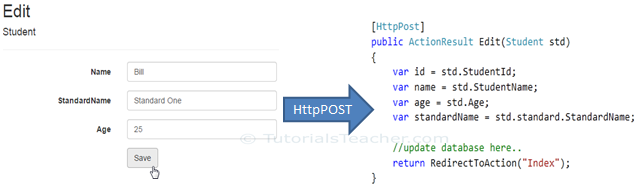 Edit
Student
Name
Bill
StandardName
Standard One
Age
25
Save
HttpPOST
© TutorialsTeacher.com
[HttpPost]
public ActionResult Edit(Student std)
{
var id = std.StudentId;
var name = std.StudentName;
var age = std.Age;
var standardName = std.standard.StandardName;
//update database here..
return RedirectToAction("Index");
}